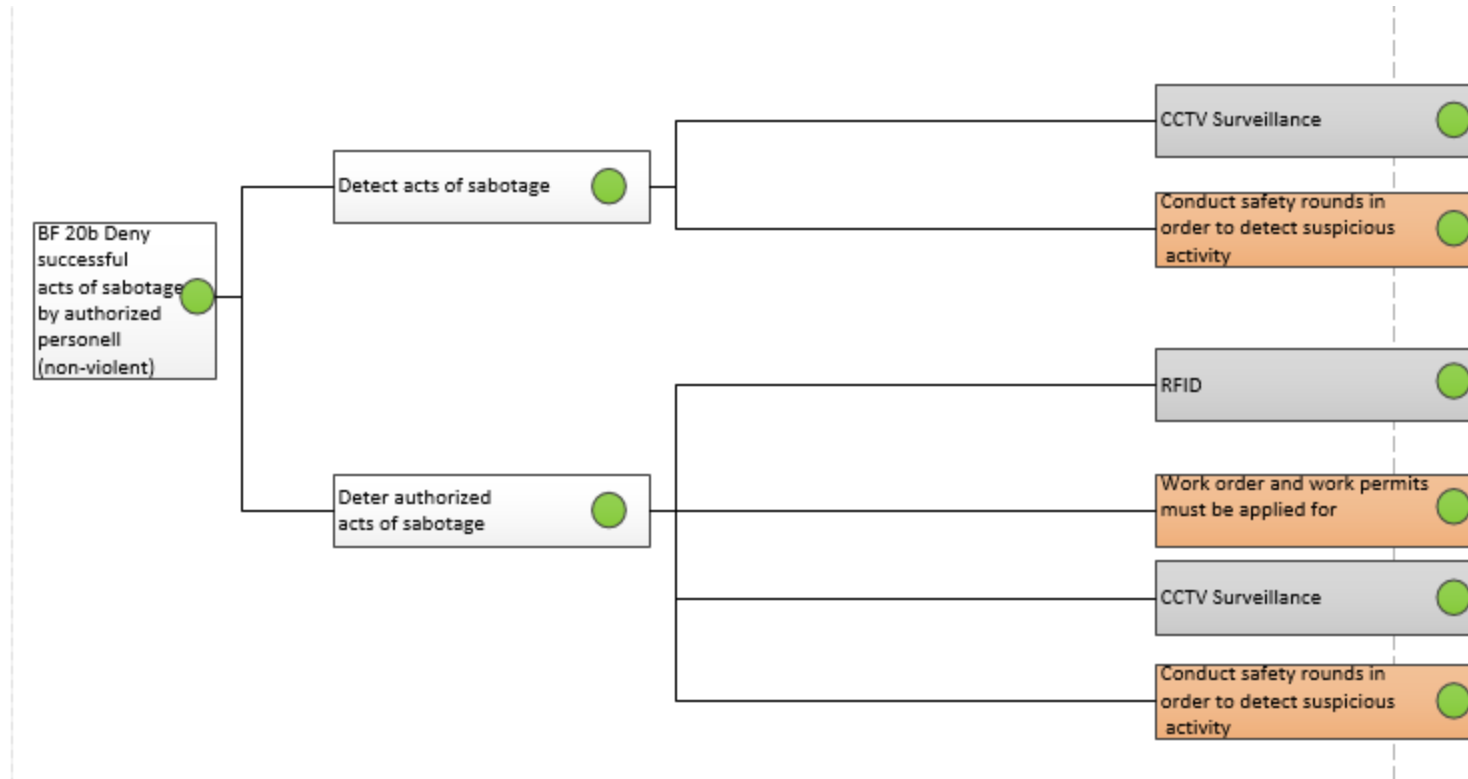 BF 20b Deny
successful
acts of sabotage
by authorized
personell
(non-violent)
Detect acts of sabotage
Deter authorized
acts of sabotage
CCTV Surveillance
Conduct safety rounds in
order to detect suspicious
activity
RFID
Work order and work permits
must be applied for
CCTV Surveillance
Conduct safety rounds in
order to detect suspicious
activity